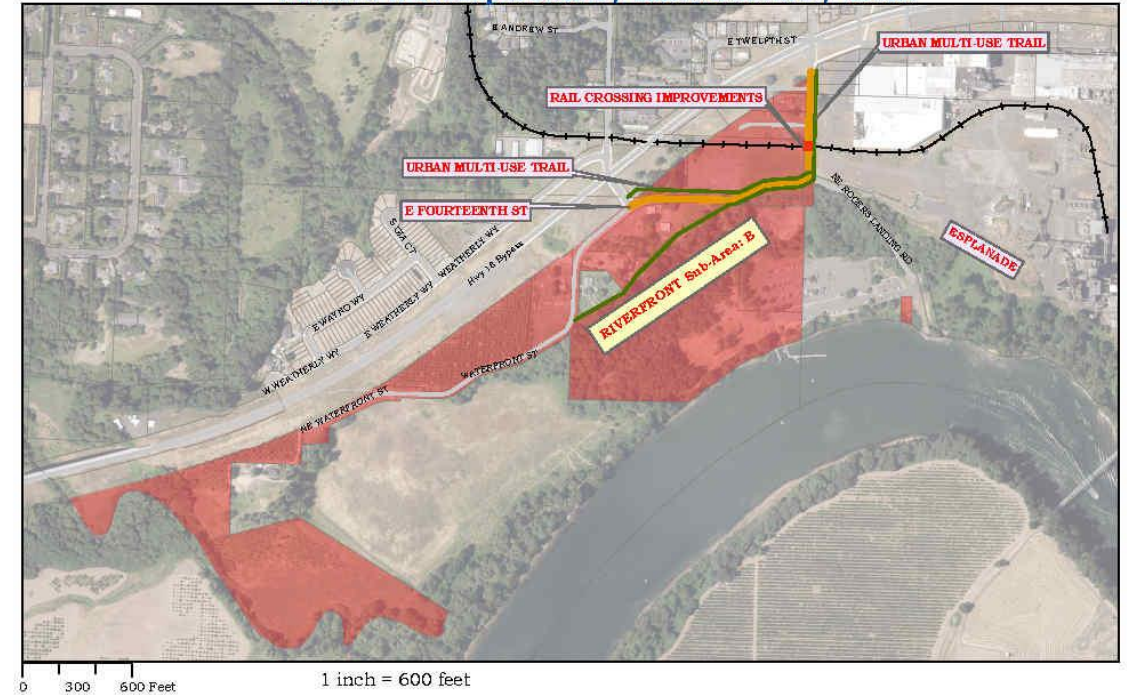 E ANDREW ST
E TWELFTH ST
URBAN MULTI-USE TRAIL
RAIL CROSSING IMPROVEMENTS
URBAN MULTI-USE TRAIL
E FOURTEENTH ST
NE ROGERS LANDING RD
ESPLANADE
WEATHERLY WY
Hwy 18 Bypass
RIVERFRONT Sub-Area: E
E WAYNO WY
E WEATHERLY WY
W WEATHERLY WY
WATERFRONT ST
NE WATERFRONT ST
0 300 600 Feet
1 inch = 600 feet